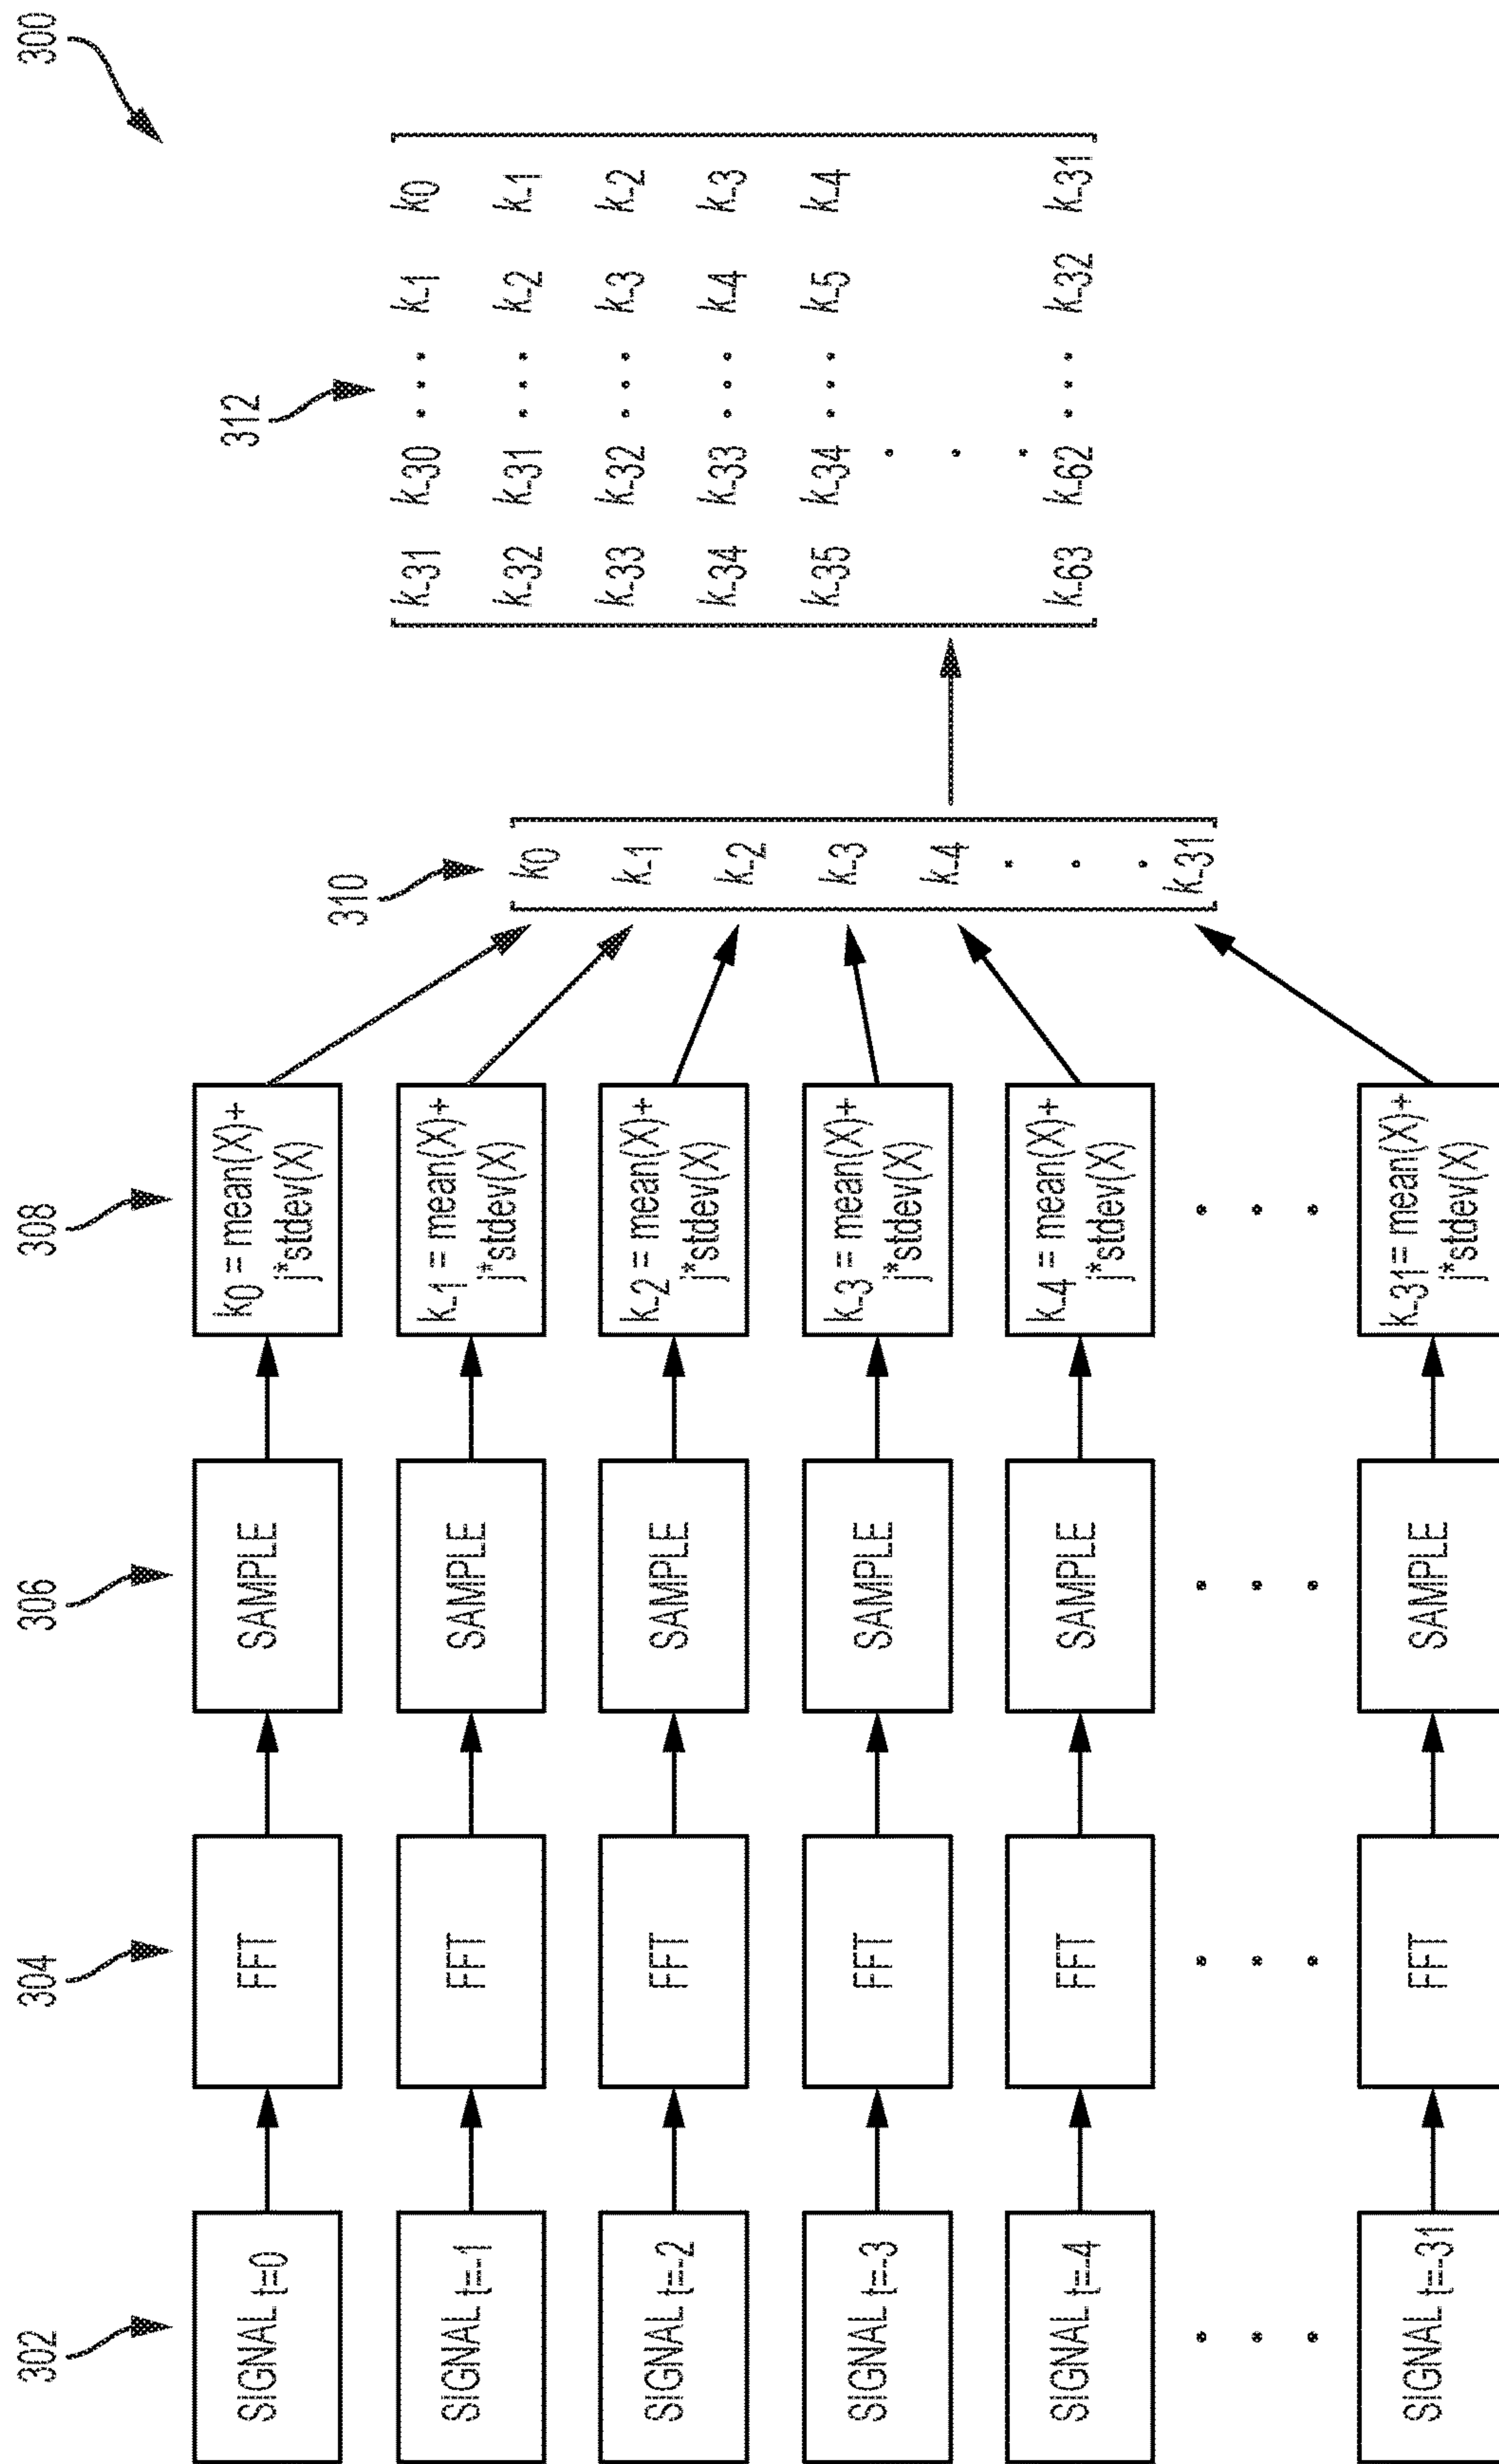 300
302
SIGNAL t=0
SIGNAL t=-1
SIGNAL t=-2
SIGNAL t=-3
SIGNAL t=-4
SIGNAL t=-31
304
FFT
FFT
FFT
FFT
FFT
FFT
306
SAMPLE
SAMPLE
SAMPLE
SAMPLE
SAMPLE
SAMPLE
308
k0 = mean(X)+
j*stdev(X)
k-1 = mean(X)+
j*stdev(X)
k-2 = mean(X)+
j*stdev(X)
k-3 = mean(X)+
j*stdev(X)
k-4 = mean(X)+
j*stdev(X)
k-31= mean(X)+
j*stdev(X)
310
k0
k-1
k-2
k-3
k-4
k-31
312
k-31 k-30 ... k-1 k0
k-32 k-31 ... k-2 k-1
k-33 k-32 ... k-3 k-2
k-34 k-33 ... k-4 k-3
k-35 k-34 ... k-5 k-4
k-63 k-62 ... k-32 k-31